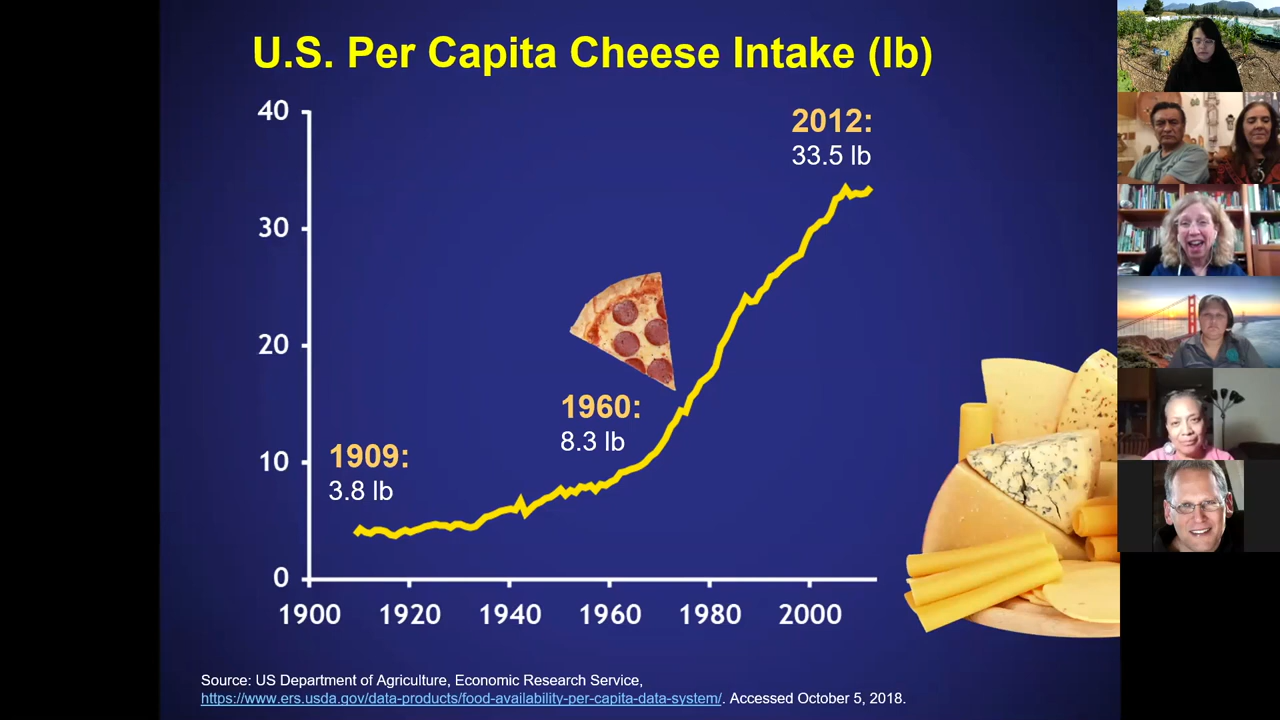 U.S. Per Capita Cheese Intake (lb)
40
30
20
10
0
2012:
33.5 lb
1960:
8.3 lb
1909:
3.8 lb
1900 1920 1940 1960 1980 2000
Source: US Department of Agriculture, Economic Research Service,
https://www.ers.usda.gov/data-products/food-availability-per-capita-data-system/. Accessed October 5, 2018.